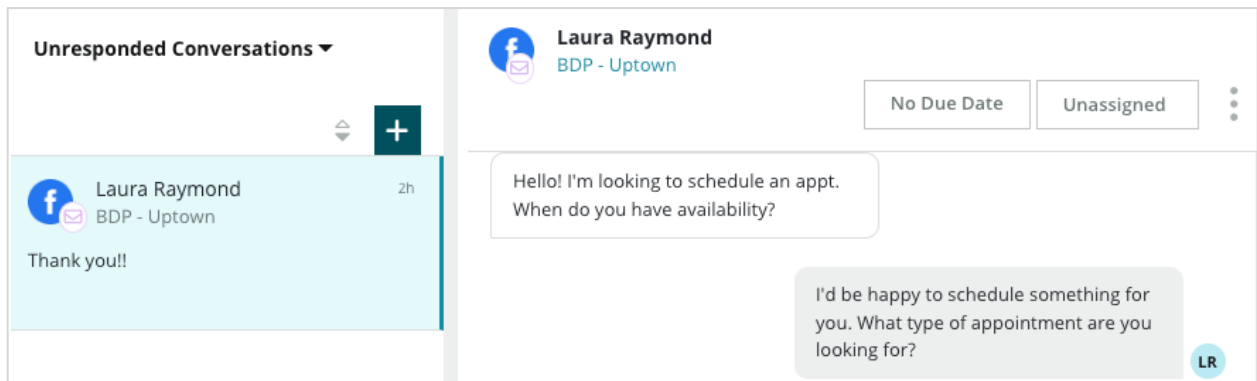 Unresponded Conversations
Laura Raymond
2h
BDP - Uptown
Thank you!!
Laura Raymond
BDP - Uptown
No Due Date
Unassigned
Hello! I'm looking to schedule an appt.
When do you have availability?
I'd be happy to schedule something for
you. What type of appointment are you
looking for?
LR